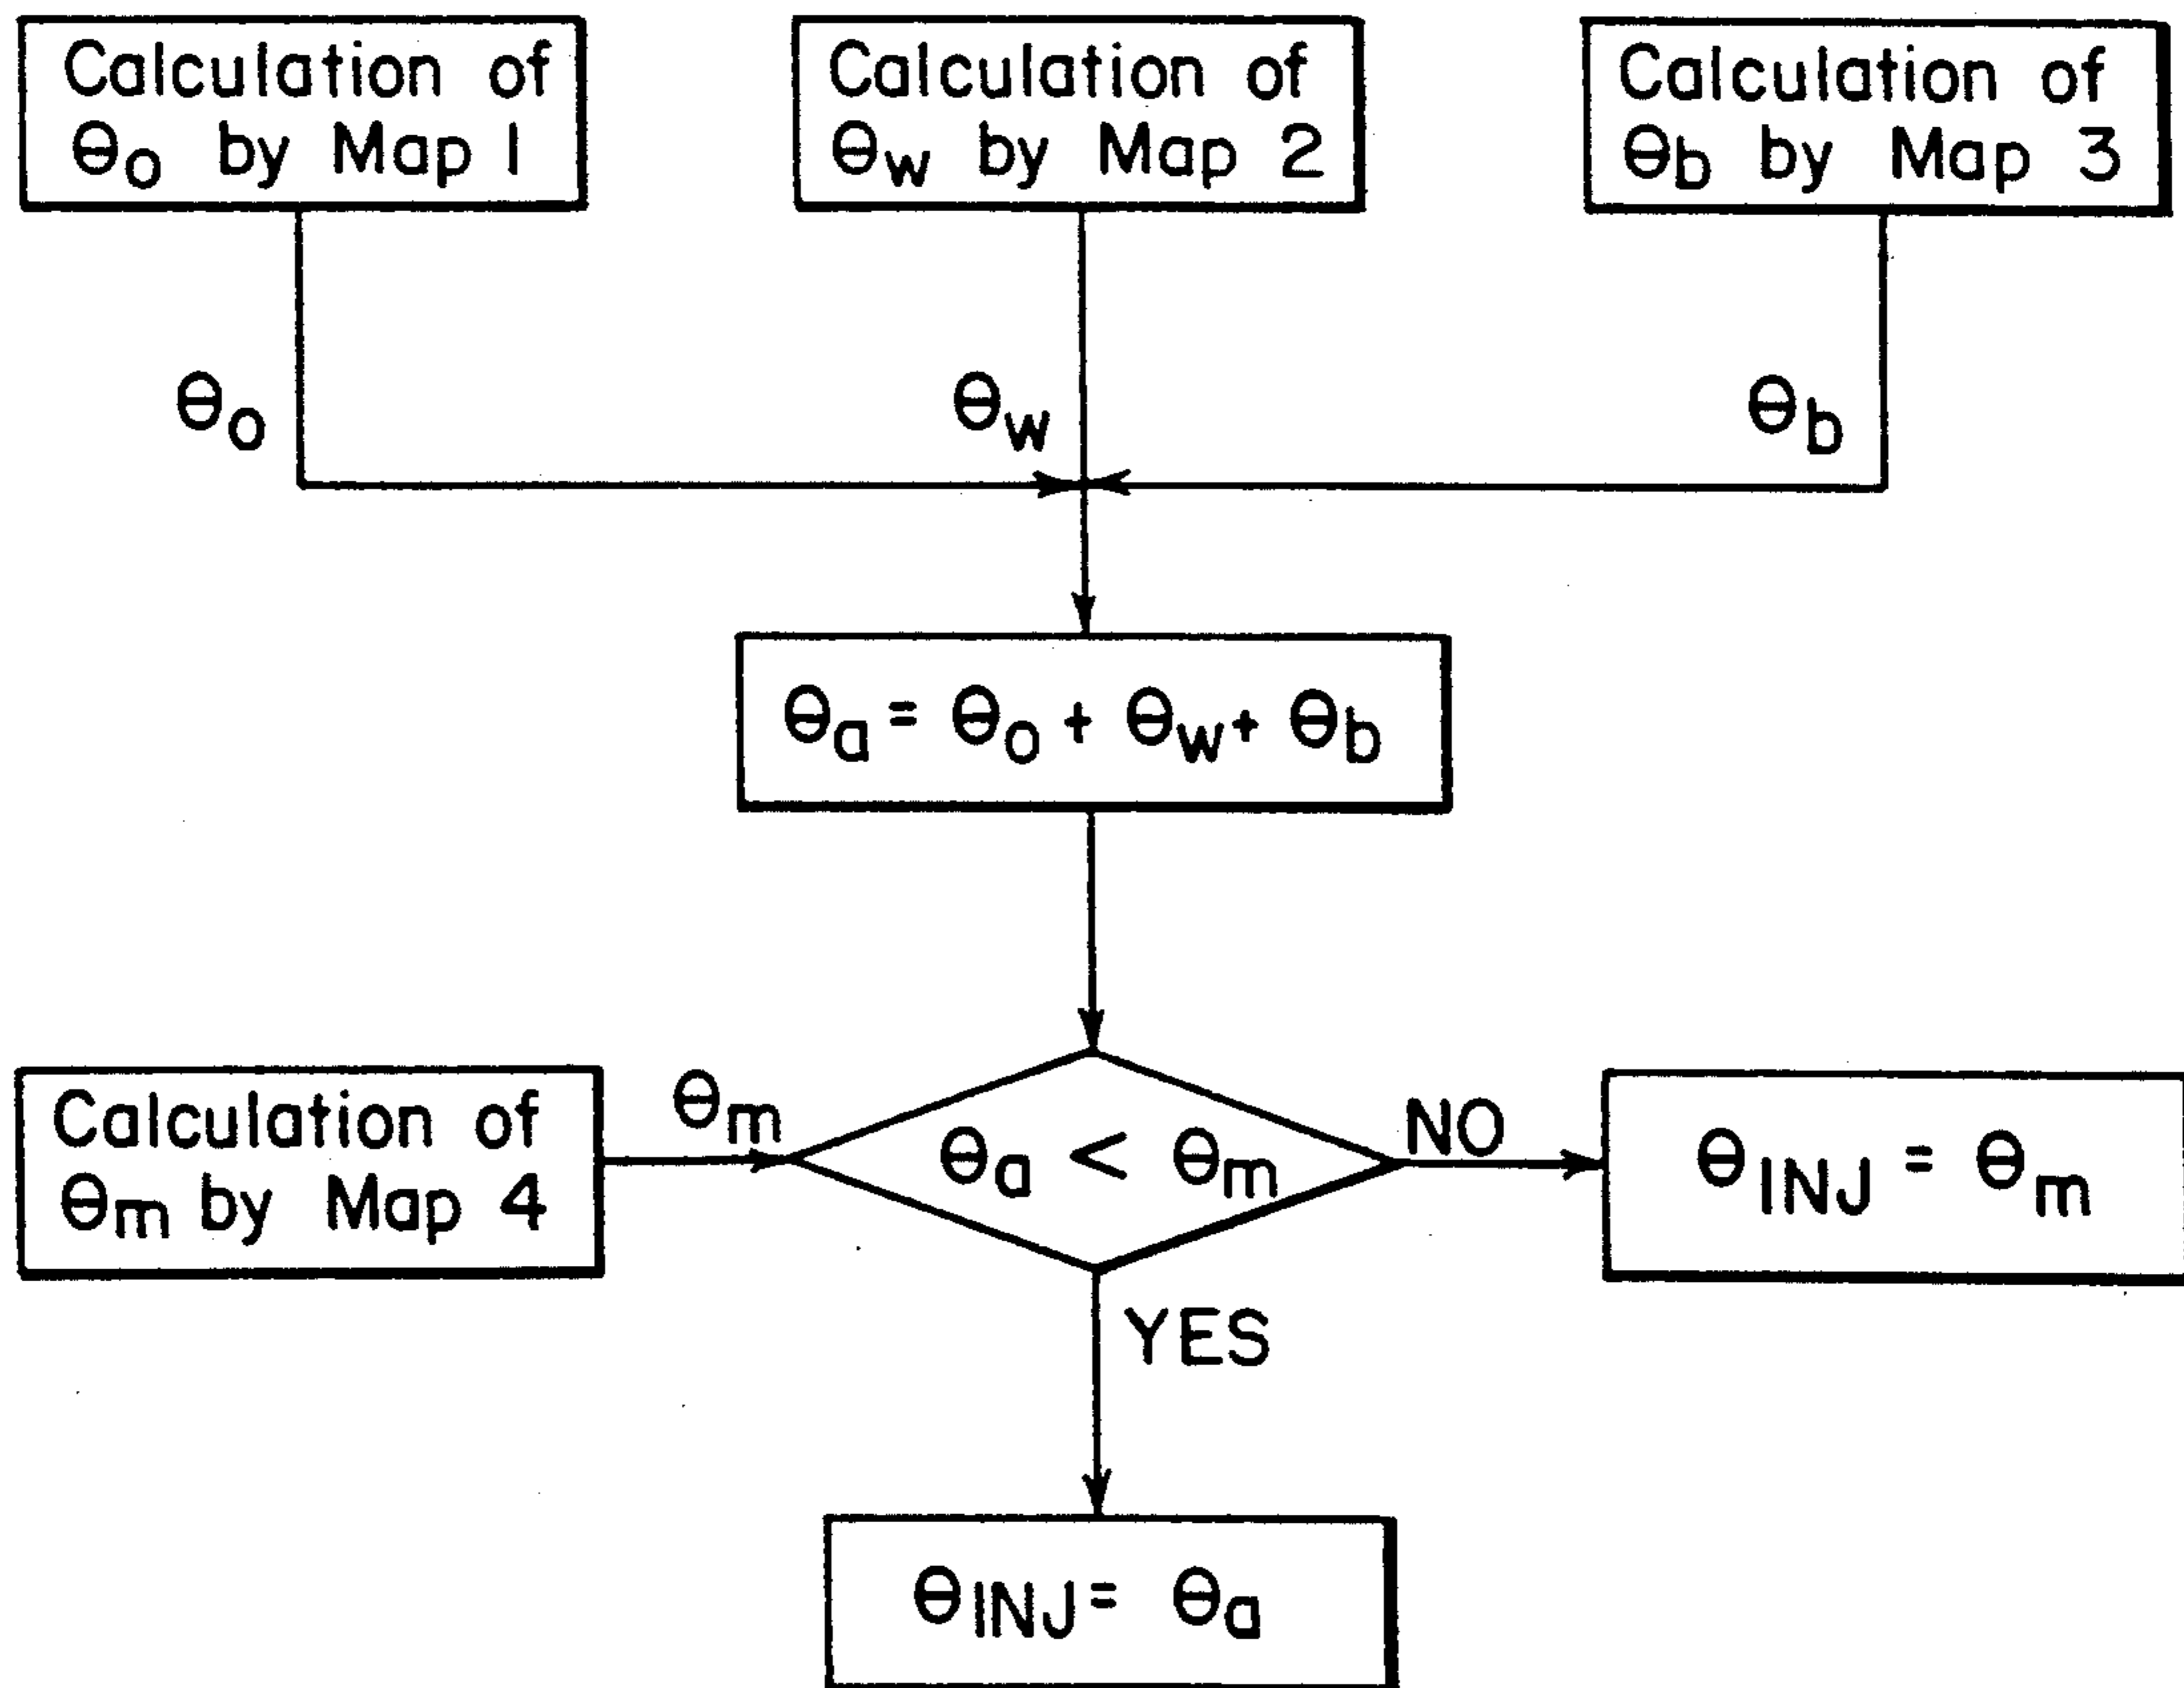 Calculation of
Θo by Map 1
Calculation of
Θw by Map 2
Calculation of
Θb by Map 3
Θo
Θw
Θb
Θa = Θo + Θw + Θb
Calculation of
Θm by Map 4
Θm
Θa < Θm
NO
ΘINJ = Θm
YES
ΘINJ = Θa